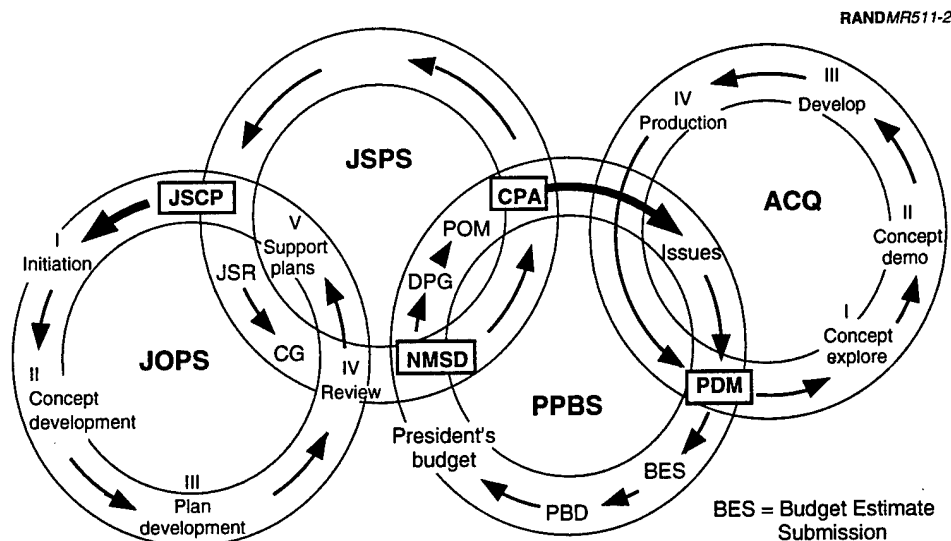 RANDMR511-2
JSPS
JSCP
CPA
V
Support
plans
JSR
CG
POM
DPG
NMSD
JOPS
I
Initiation
II
Concept
development
III
Plan
development
IV
Review
PPBS
Issues
PDM
BES
PBD
President's
budget
ACQ
III
Develop
IV
Production
II
Concept
demo
I
Concept
explore
BES = Budget Estimate
Submission